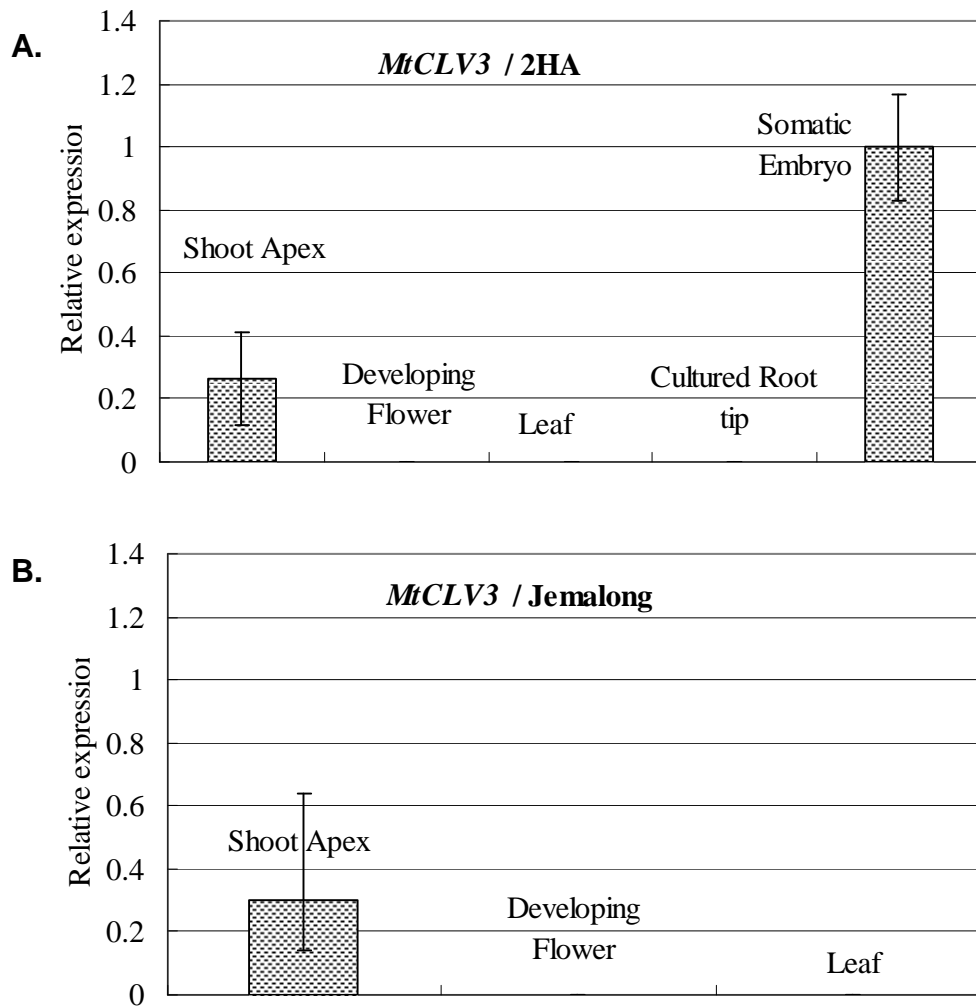 A.
MtCLV3 / 2HA
Relative expression
1.4
1.2
1
0.8
0.6
0.4
0.2
0
Shoot Apex
Developing
Flower
Leaf
Cultured Root
tip
Somatic
Embryo
B.
MtCLV3 / Jemalong
Relative expression
1.4
1.2
1
0.8
0.6
0.4
0.2
0
Shoot Apex
Developing
Flower
Leaf